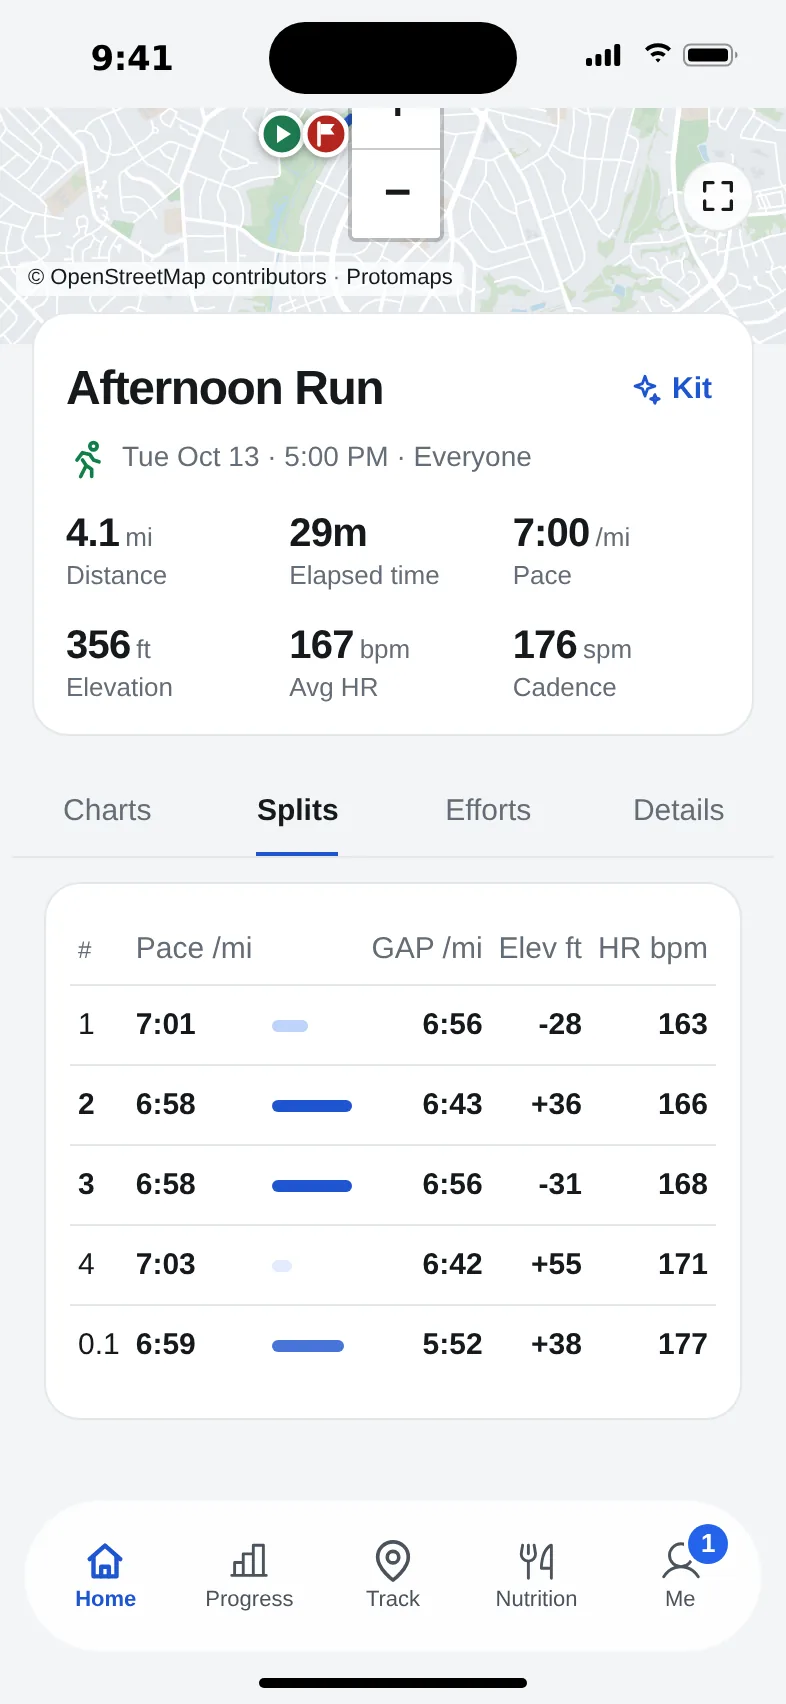 9:41
© OpenStreetMap contributors · Protomaps
Afternoon Run
Kit
Tue Oct 13 · 5:00 PM · Everyone
4.1 mi 29m 7:00 /mi
Distance Elapsed time Pace
356 ft 167 bpm 176 spm
Elevation Avg HR Cadence
Charts Splits Efforts Details
# Pace /mi GAP /mi Elev ft HR bpm
1 7:01 6:56 -28 163
2 6:58 6:43 +36 166
3 6:58 6:56 -31 168
4 7:03 6:42 +55 171
0.1 6:59 5:52 +38 177
1
Home Progress Track Nutrition Me